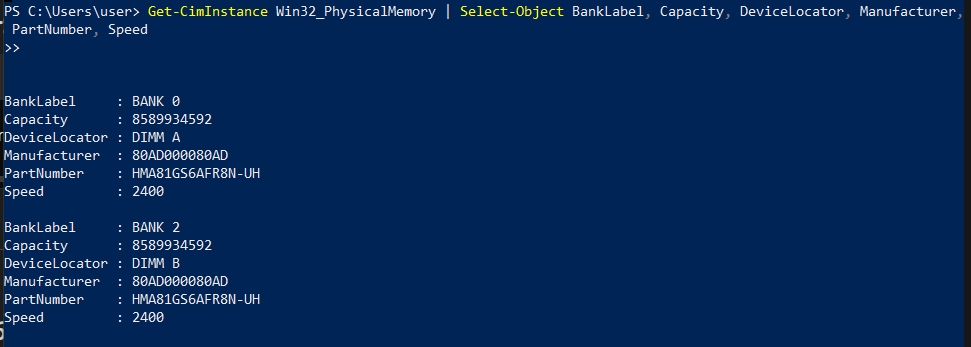 PS C:\Users\user> Get-CimInstance Win32_PhysicalMemory | Select-Object BankLabel, Capacity, DeviceLocator, Manufacturer,
PartNumber, Speed
>>
BankLabel     : BANK 0
Capacity      : 8589934592
DeviceLocator : DIMM A
Manufacturer  : 80AD000080AD
PartNumber    : HMA81GS6AFR8N-UH
Speed         : 2400
BankLabel     : BANK 2
Capacity      : 8589934592
DeviceLocator : DIMM B
Manufacturer  : 80AD000080AD
PartNumber    : HMA81GS6AFR8N-UH
Speed         : 2400